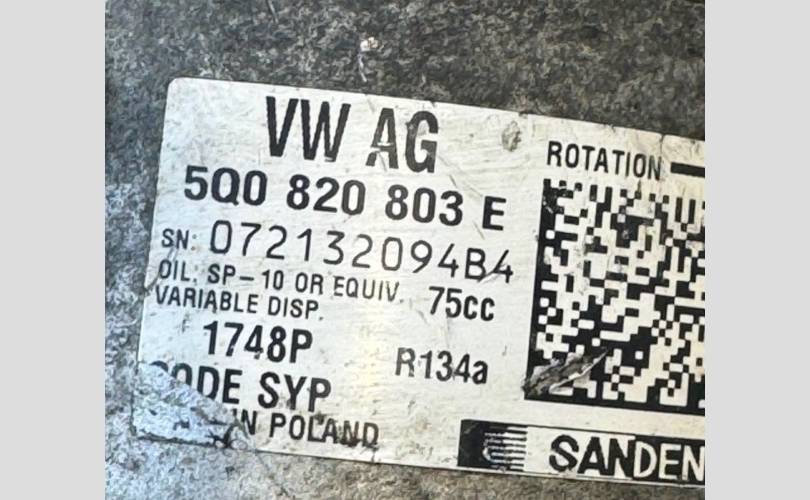 VW AG
ROTATION
5Q0 820 803 E
SN: 072132094B4
OIL: SP-10 OR EQUIV. 75cc
VARIABLE DISP.
1748P
R134a
CODE SYP
IN POLAND
SANDEN